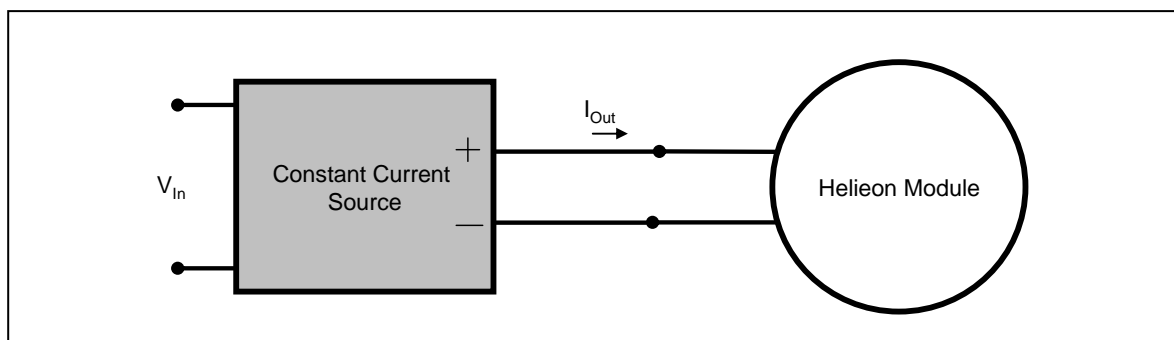 V_In
Constant Current
Source
+
—
I_Out
Helieon Module